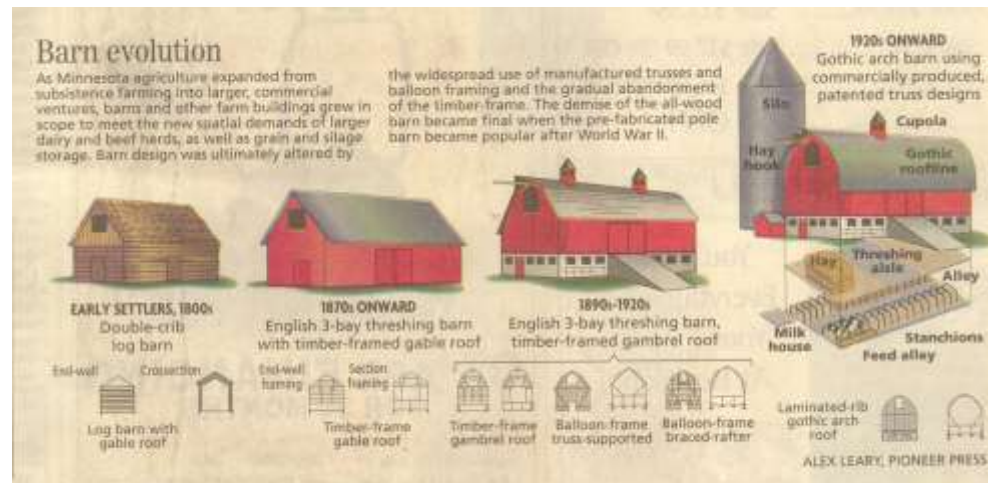 Barn evolution
As Minnesota agriculture expanded from
subsistence farming into larger, commercial
ventures, barns and other farm buildings grew in
scope to meet the new spatial demands of larger
dairy and beef herds, as well as grain and silage
storage. Barn design was ultimately altered by
the widespread use of manufactured trusses and
balloon framing and the gradual abandonment
of the timber-frame. The demise of the all-wood
barn became final when the pre-fabricated pole
barn became popular after World War II.
1920s ONWARD
Gothic arch barn using
commercially produced,
patented truss designs
Silo
Cupola
Hay
hook
Gothic
roofline
Hay
Threshing
aisle
Alley
Milk
house
Stanchions
Feed alley
EARLY SETTLERS, 1800s
Double-crib
log barn
1870s ONWARD
English 3-bay threshing barn
with timber-framed gable roof
1890s-1920s
English 3-bay threshing barn,
timber-framed gambrel roof
End-wall
Crossection
End-wall
framing
Section
framing
Log barn with
gable roof
Timber-frame
gable roof
Timber-frame
gambrel roof
Balloon-frame
truss-supported
Balloon-frame
braced-rafter
Laminated-rib
gothic arch
roof
ALEX LEARY, PIONEER PRESS